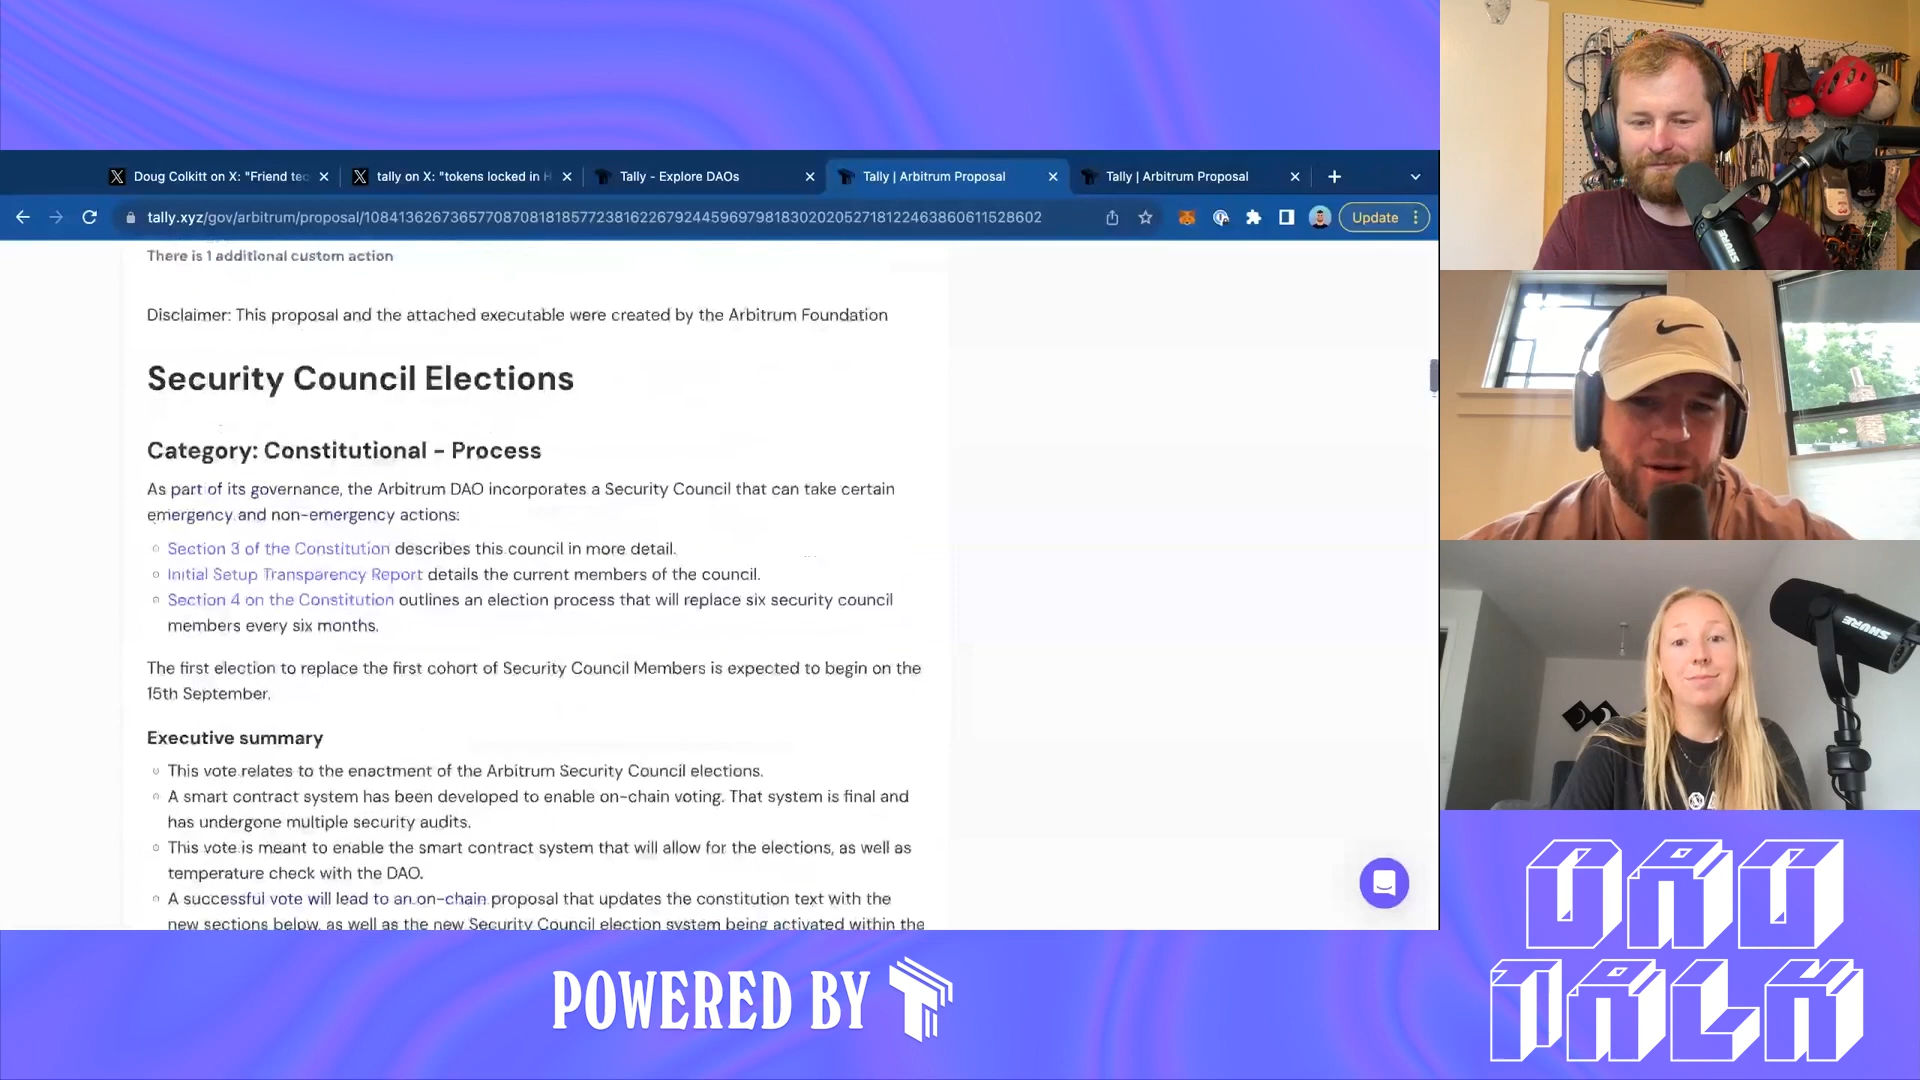 Doug Colkitt on X: "Friend tec
tally on X: "tokens locked in H
Tally - Explore DAOs
Tally | Arbitrum Proposal
Tally | Arbitrum Proposal
tally.xyz/gov/arbitrum/proposal/108413626736577087081818577238162267924459697981830202052718122463860611528602
Update
There is 1 additional custom action
Disclaimer: This proposal and the attached executable were created by the Arbitrum Foundation
Security Council Elections
Category: Constitutional - Process
As part of its governance, the Arbitrum DAO incorporates a Security Council that can take certain
emergency and non-emergency actions:
Section 3 of the Constitution describes this council in more detail.
Initial Setup Transparency Report details the current members of the council.
Section 4 on the Constitution outlines an election process that will replace six security council
members every six months.
The first election to replace the first cohort of Security Council Members is expected to begin on the
15th September.
Executive summary
This vote relates to the enactment of the Arbitrum Security Council elections.
A smart contract system has been developed to enable on-chain voting. That system is final and
has undergone multiple security audits.
This vote is meant to enable the smart contract system that will allow for the elections, as well as
temperature check with the DAO.
A successful vote will lead to an on-chain proposal that updates the constitution text with the
new sections below, as well as the new Security Council election system being activated within the
SHURE
SHURE
POWERED BY
DAO
TALK